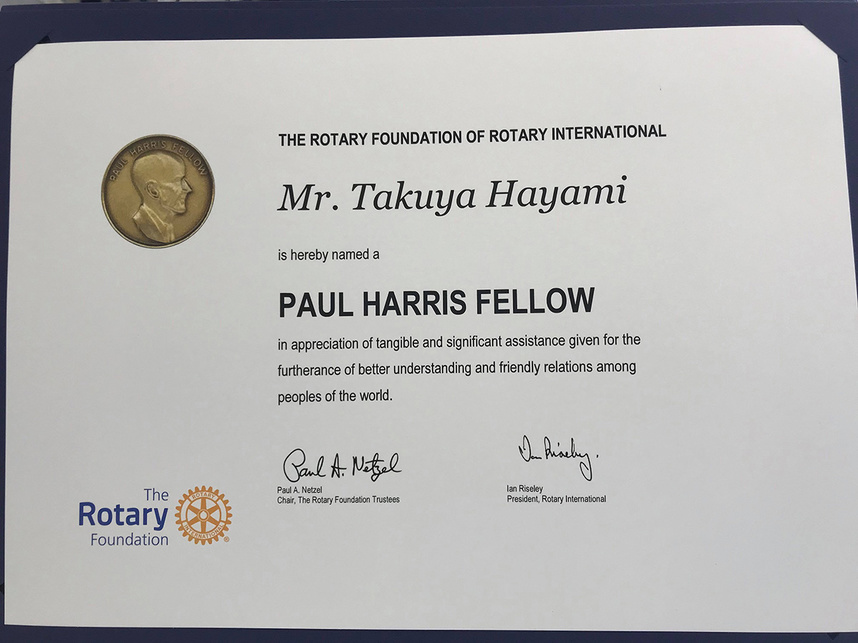 THE ROTARY FOUNDATION OF ROTARY INTERNATIONAL
PAUL HARRIS FELLOW
Mr. Takuya Hayami
is hereby named a
PAUL HARRIS FELLOW
in appreciation of tangible and significant assistance given for the
furtherance of better understanding and friendly relations among
peoples of the world.
Paul A. Netzel
Ian Riseley
Paul A. Netzel
Chair, The Rotary Foundation Trustees
Ian Riseley
President, Rotary International
The
Rotary
Foundation
ROTARY
INTERNATIONAL
®